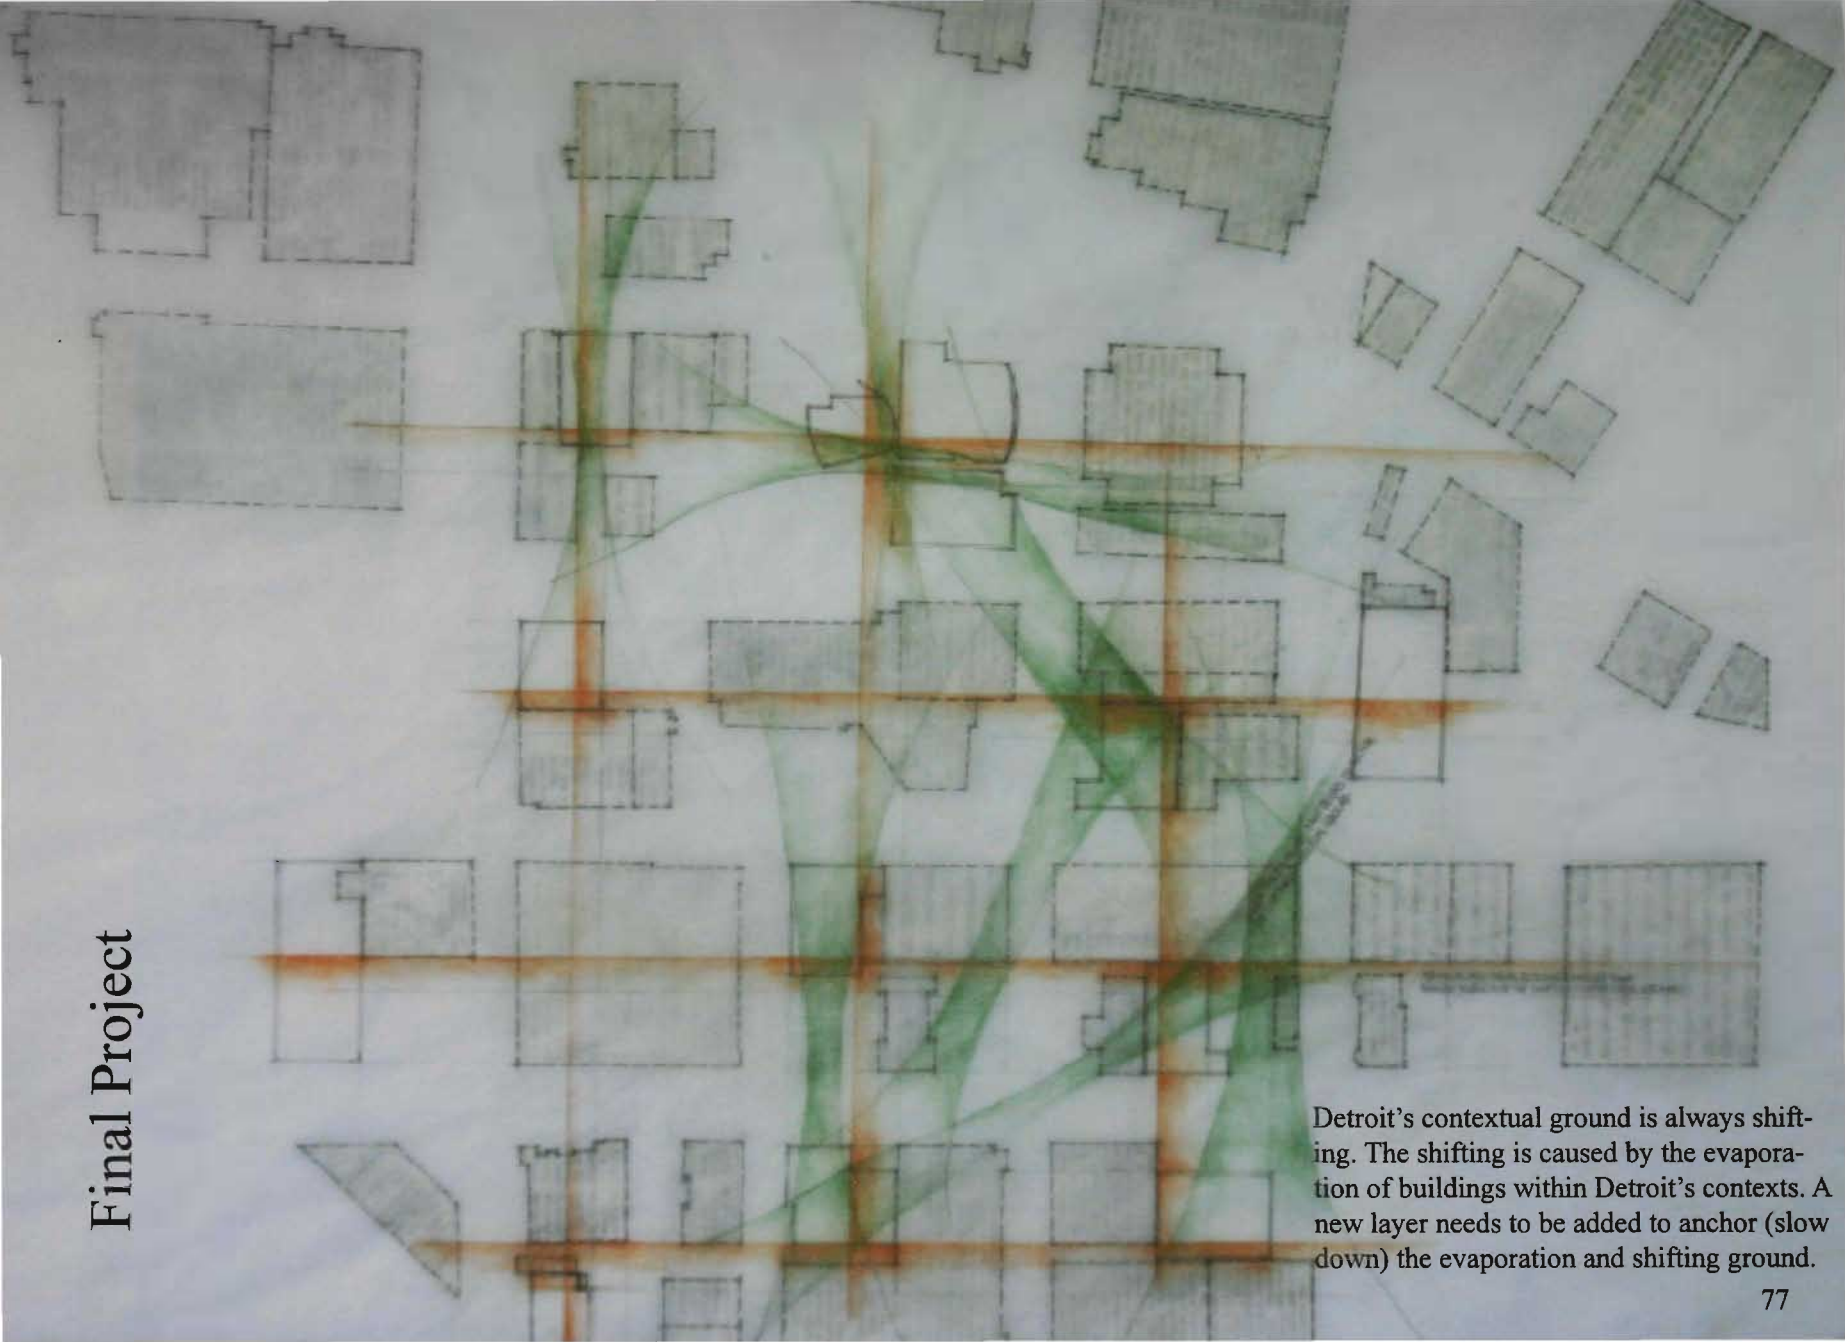 Final Project
Detroit's contextual ground is always shift-
ing. The shifting is caused by the evapora-
tion of buildings within Detroit's contexts. A
new layer needs to be added to anchor (slow
down) the evaporation and shifting ground.
77